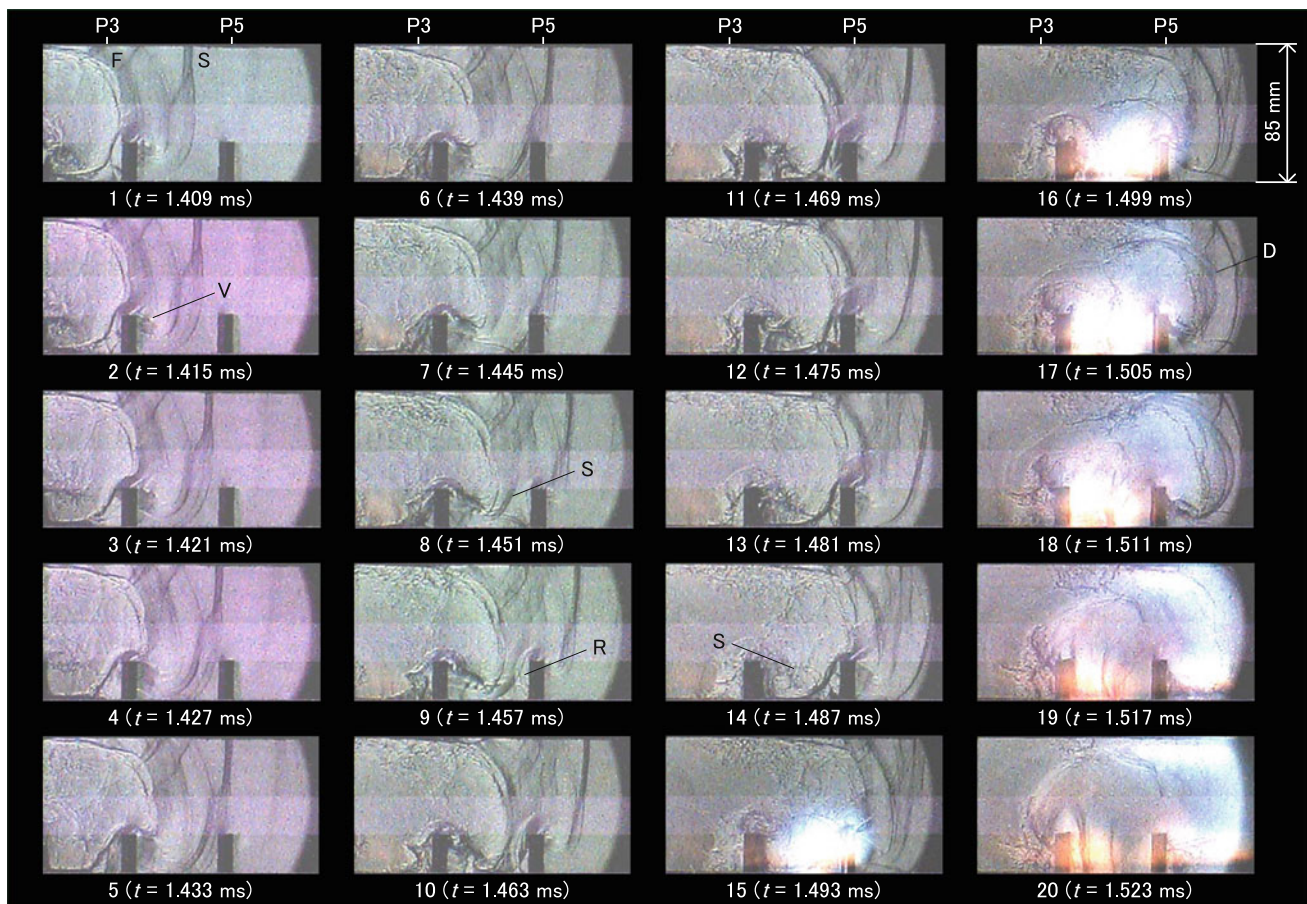 P3 P5 P3 P5 P3 P5 P3 P5
F S
85 mm
1 (t = 1.409 ms) 6 (t = 1.439 ms) 11 (t = 1.469 ms) 16 (t = 1.499 ms)
D
V
2 (t = 1.415 ms) 7 (t = 1.445 ms) 12 (t = 1.475 ms) 17 (t = 1.505 ms)
S
3 (t = 1.421 ms) 8 (t = 1.451 ms) 13 (t = 1.481 ms) 18 (t = 1.511 ms)
R S
4 (t = 1.427 ms) 9 (t = 1.457 ms) 14 (t = 1.487 ms) 19 (t = 1.517 ms)
5 (t = 1.433 ms) 10 (t = 1.463 ms) 15 (t = 1.493 ms) 20 (t = 1.523 ms)